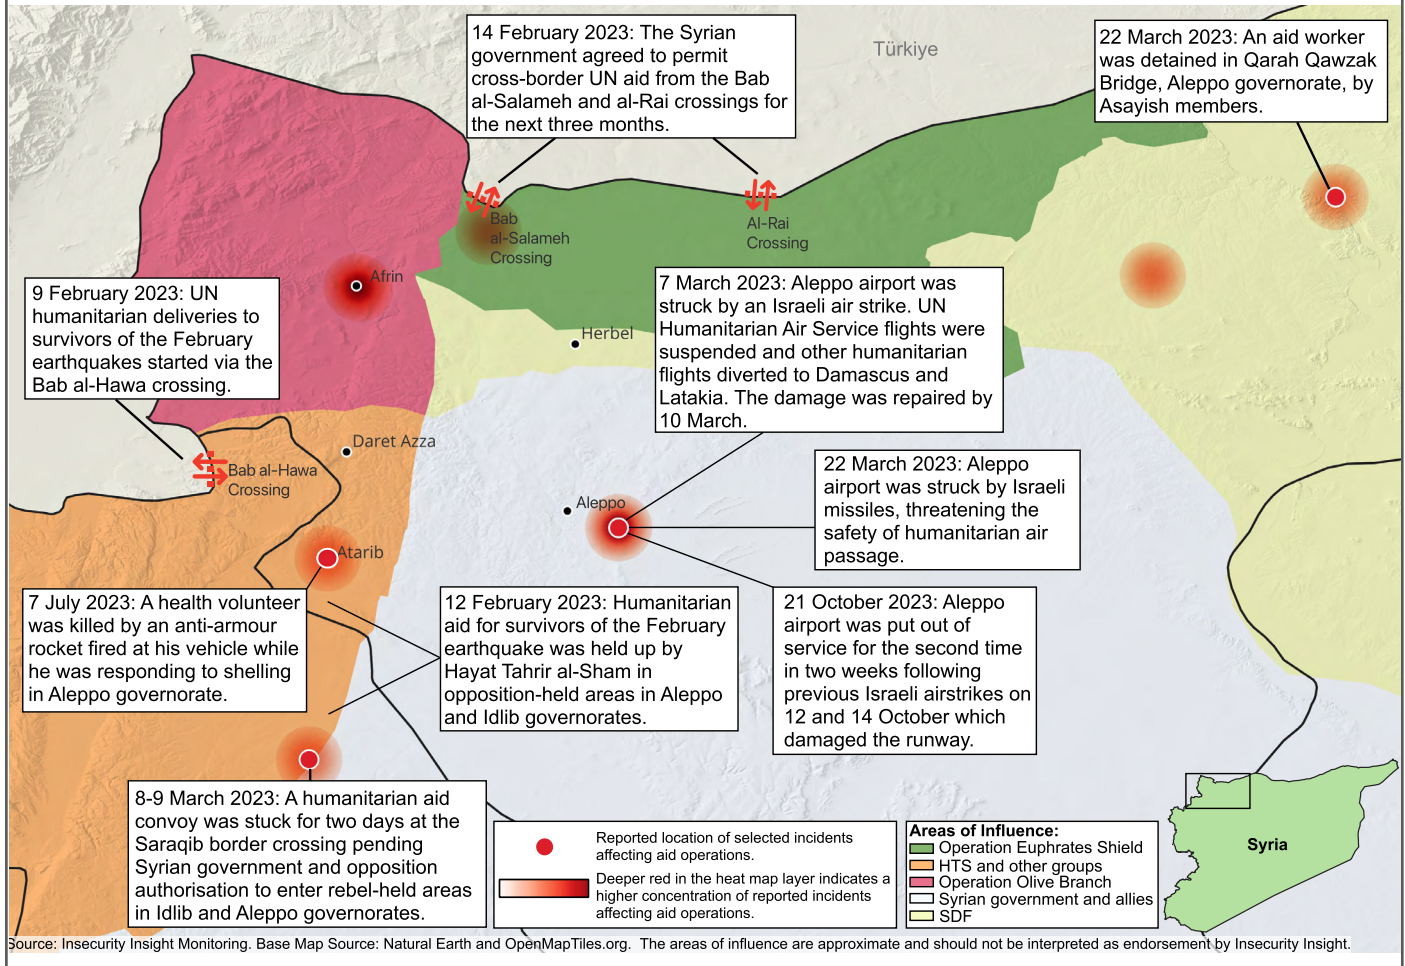 14 February 2023: The Syrian
government agreed to permit
cross-border UN aid from the Bab
al-Salameh and al-Rai crossings for
the next three months.
Türkiye
22 March 2023: An aid worker
was detained in Qarah Qawzak
Bridge, Aleppo governorate, by
Asayish members.
Bab
al-Salameh
Crossing
Al-Rai
Crossing
Afrin
9 February 2023: UN
humanitarian deliveries to
survivors of the February
earthquakes started via the
Bab al-Hawa crossing.
Herbel
7 March 2023: Aleppo airport was
struck by an Israeli air strike. UN
Humanitarian Air Service flights were
suspended and other humanitarian
flights diverted to Damascus and
Latakia. The damage was repaired by
10 March.
Daret Azza
Bab al-Hawa
Crossing
Aleppo
22 March 2023: Aleppo
airport was struck by Israeli
missiles, threatening the
safety of humanitarian air
passage.
Atarib
7 July 2023: A health volunteer
was killed by an anti-armour
rocket fired at his vehicle while
he was responding to shelling
in Aleppo governorate.
12 February 2023: Humanitarian
aid for survivors of the February
earthquake was held up by
Hayat Tahrir al-Sham in
opposition-held areas in Aleppo
and Idlib governorates.
21 October 2023: Aleppo
airport was put out of
service for the second time
in two weeks following
previous Israeli airstrikes on
12 and 14 October which
damaged the runway.
8-9 March 2023: A humanitarian aid
convoy was stuck for two days at the
Saraqib border crossing pending
Syrian government and opposition
authorisation to enter rebel-held areas
in Idlib and Aleppo governorates.
Reported location of selected incidents
affecting aid operations.
Deeper red in the heat map layer indicates a
higher concentration of reported incidents
affecting aid operations.
Areas of Influence:
Operation Euphrates Shield
HTS and other groups
Operation Olive Branch
Syrian government and allies
SDF
Syria
Source: Insecurity Insight Monitoring. Base Map Source: Natural Earth and OpenMapTiles.org. The areas of influence are approximate and should not be interpreted as endorsement by Insecurity Insight.